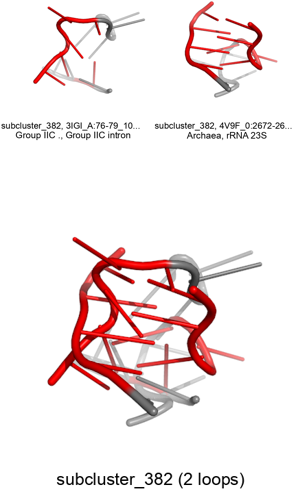 subcluster_382, 3IGI_A:76-79_10...
Group IIC ., Group IIC intron
subcluster_382, 4V9F_0:2672-26...
Archaea, rRNA 23S
subcluster_382 (2 loops)